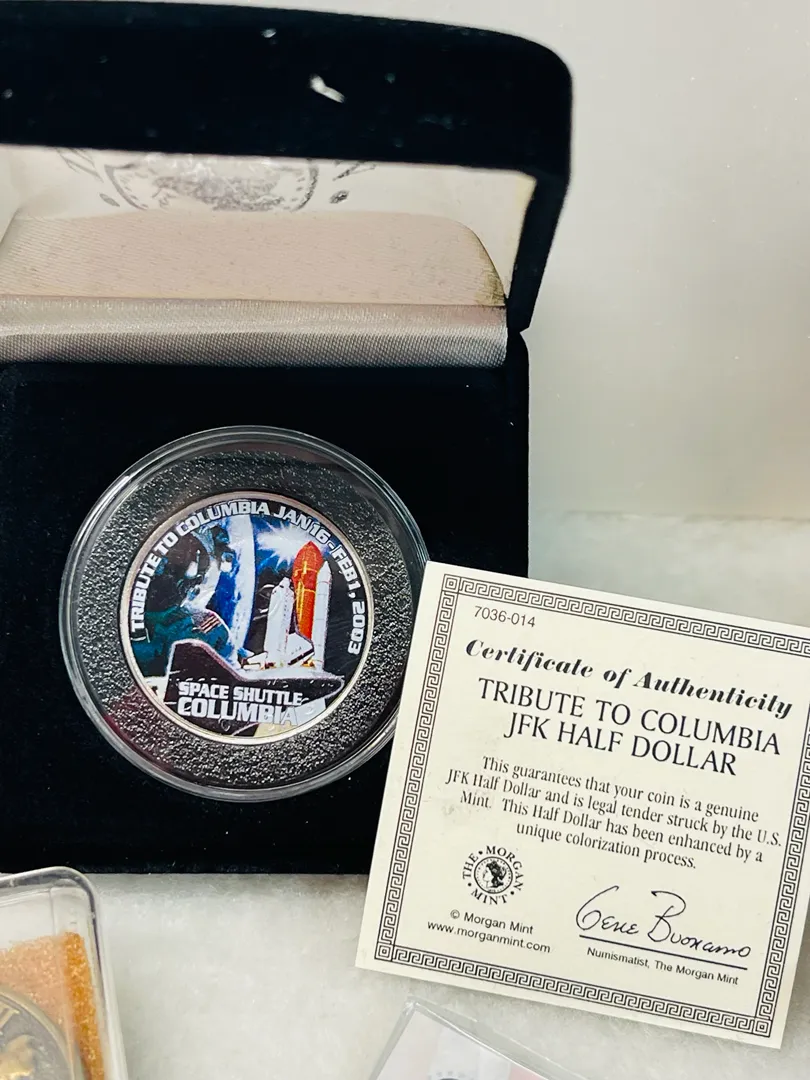 TRIBUTE TO COLUMBIA JAN 16-FEB 1, 2003
SPACE SHUTTLE
COLUMBIA
7036-014
Certificate of Authenticity
TRIBUTE TO COLUMBIA
JFK HALF DOLLAR
This guarantees that your coin is a genuine
JFK Half Dollar and is legal tender struck by the U.S.
Mint. This Half Dollar has been enhanced by a
unique colorization process.
THE • MORGAN • MINT •
© Morgan Mint
www.morganmint.com
Gene Buonamo
Numismatist, The Morgan Mint